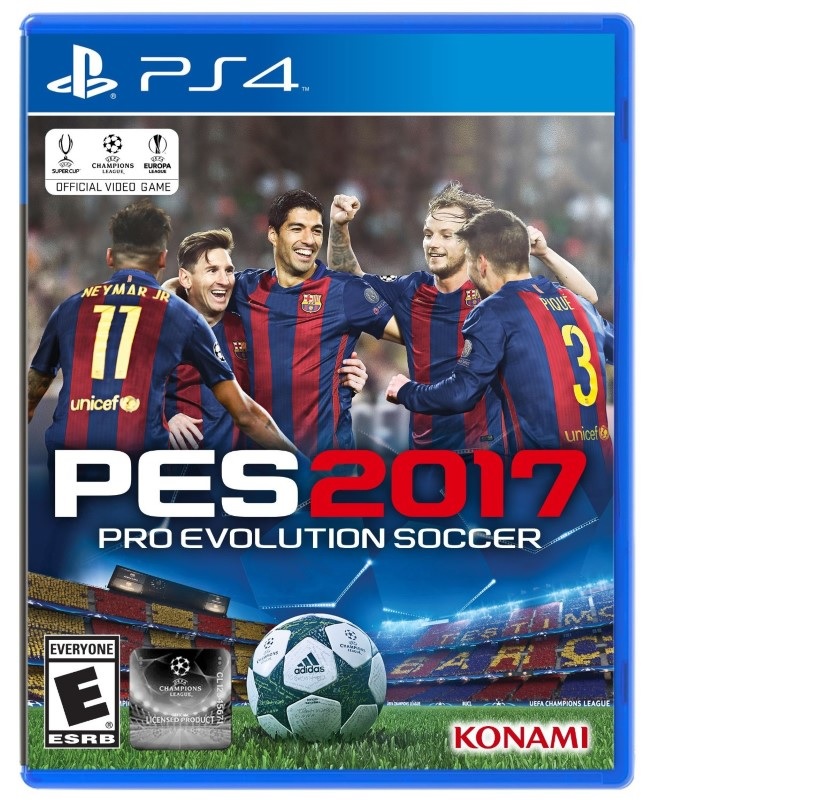 PS4
SUPER CUP
CHAMPIONS LEAGUE
EUROPA LEAGUE
OFFICIAL VIDEO GAME
NEYMAR JR
11
unicef
PIQUÉ
3
unicef
PES2017
PRO EVOLUTION SOCCER
EVERYONE
E
ESRB
CHAMPIONS
LEAGUE
LICENSED PRODUCT
adidas
UEFA CHAMPIONS LEAGUE
KONAMI